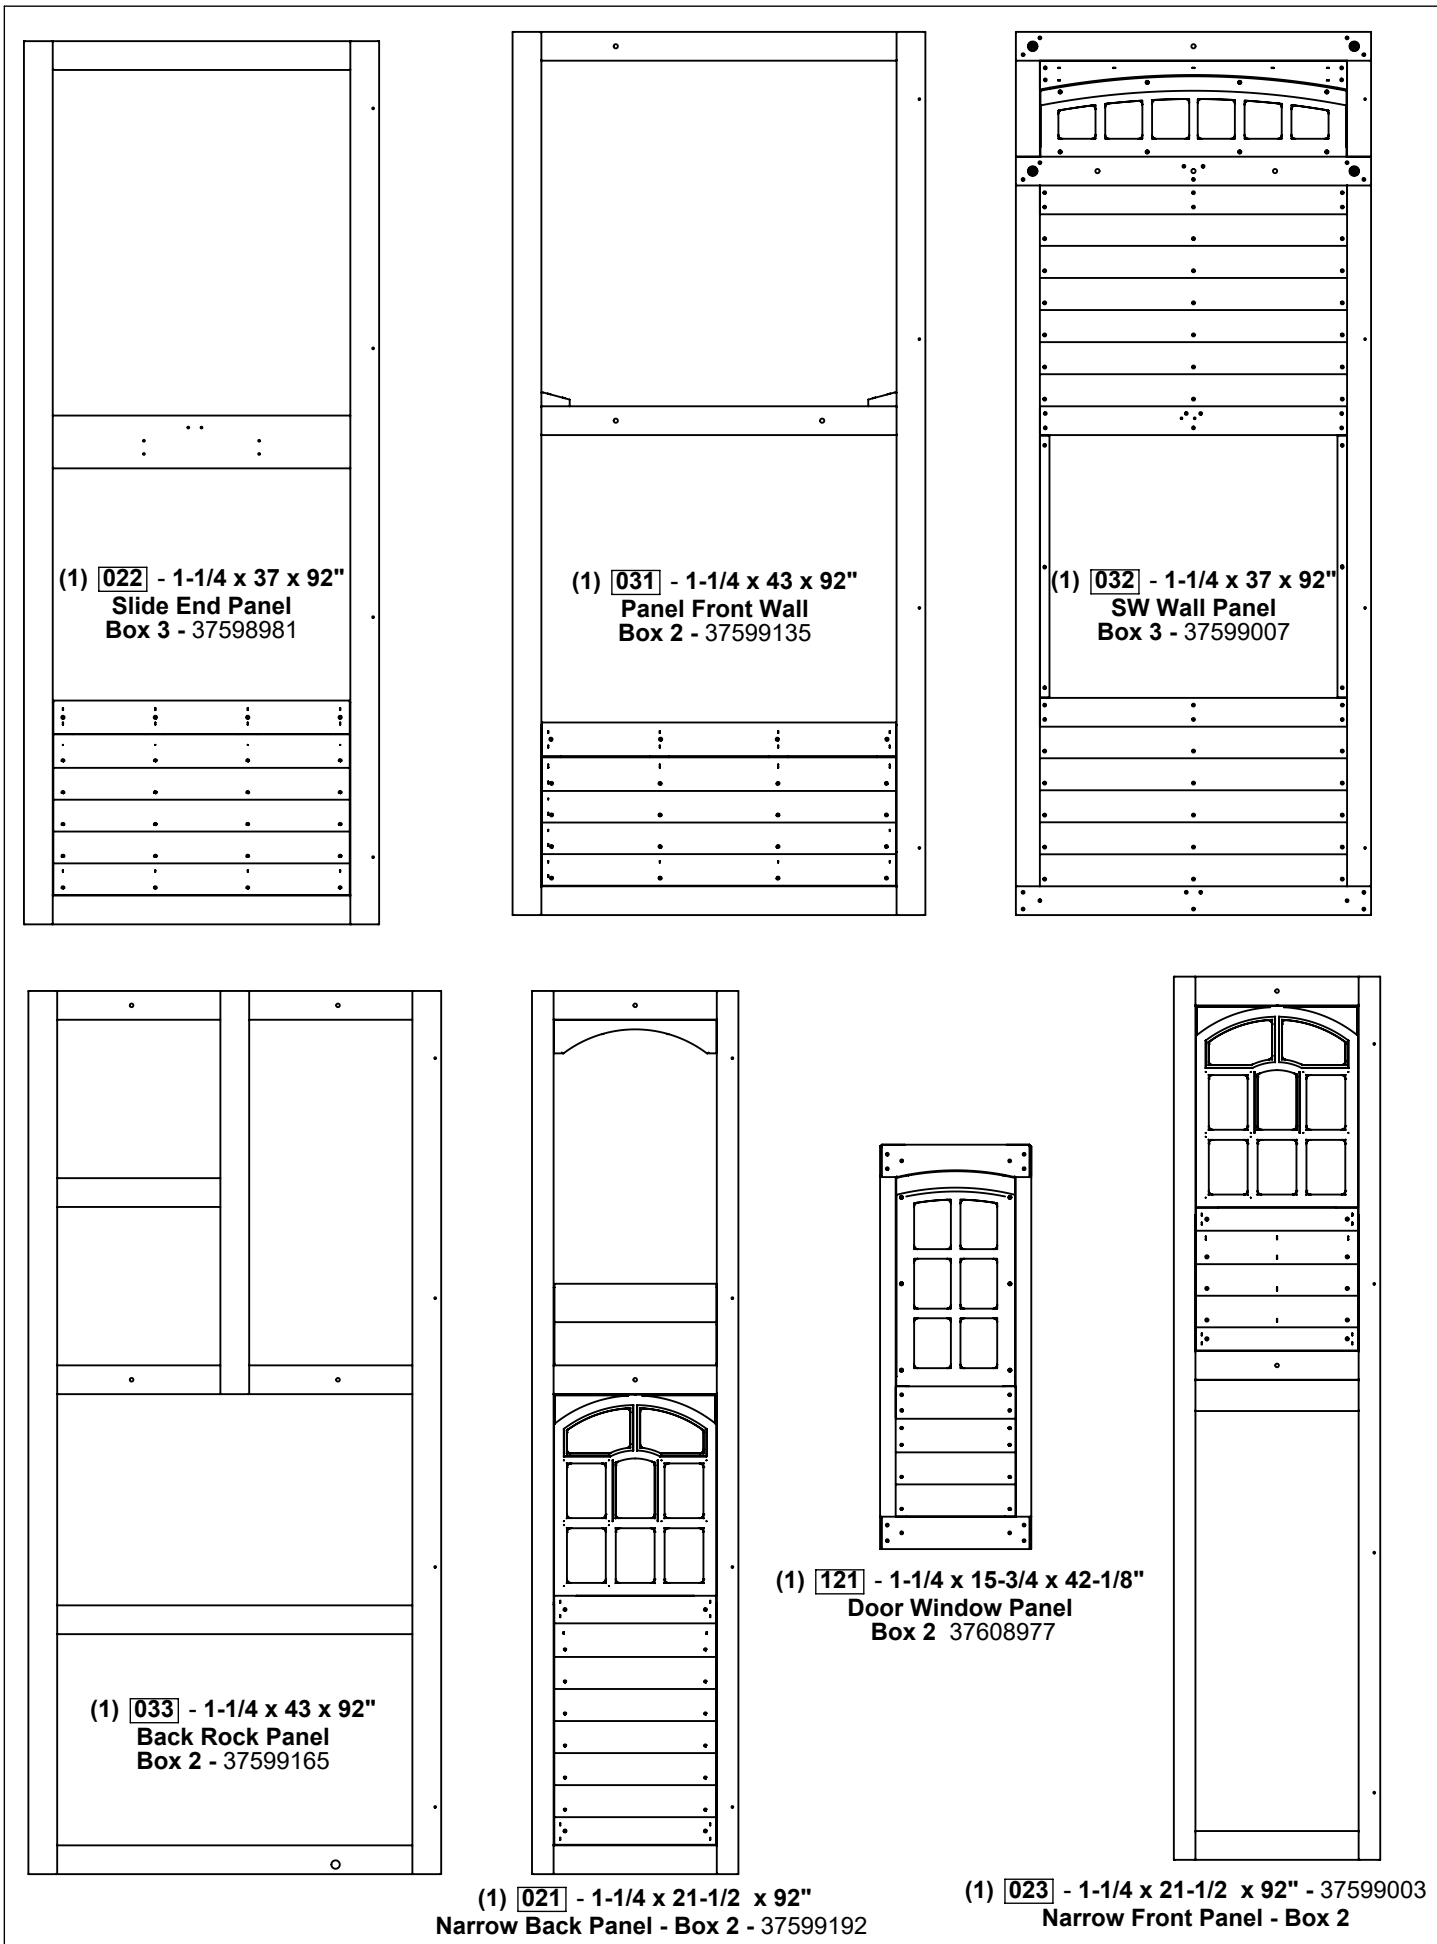 (1) 022 - 1-1/4 x 37 x 92"
Slide End Panel
Box 3 - 37598981
(1) 031 - 1-1/4 x 43 x 92"
Panel Front Wall
Box 2 - 37599135
(1) 032 - 1-1/4 x 37 x 92"
SW Wall Panel
Box 3 - 37599007
(1) 033 - 1-1/4 x 43 x 92"
Back Rock Panel
Box 2 - 37599165
(1) 021 - 1-1/4 x 21-1/2 x 92"
Narrow Back Panel - Box 2 - 37599192
(1) 121 - 1-1/4 x 15-3/4 x 42-1/8"
Door Window Panel
Box 2 37608977
(1) 023 - 1-1/4 x 21-1/2 x 92" - 37599003
Narrow Front Panel - Box 2